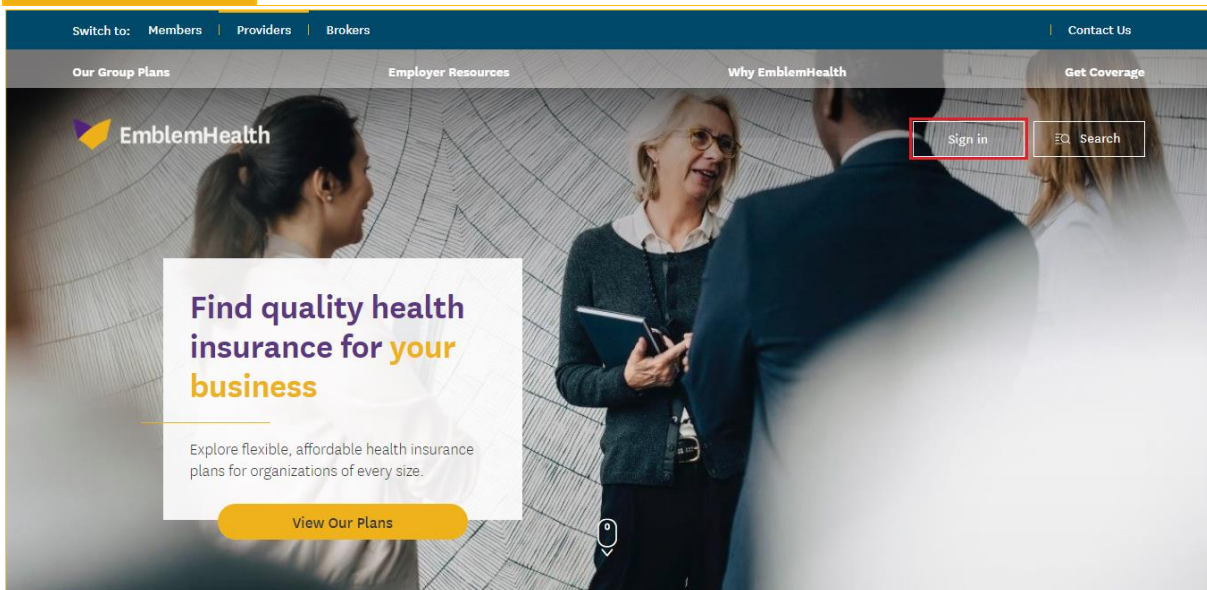 Switch to: Members | Providers | Brokers | Contact Us
Our Group Plans Employer Resources Why EmblemHealth Get Coverage
EmblemHealth
Sign in
Search
Find quality health
insurance for your
business
Explore flexible, affordable health insurance
plans for organizations of every size.
View Our Plans